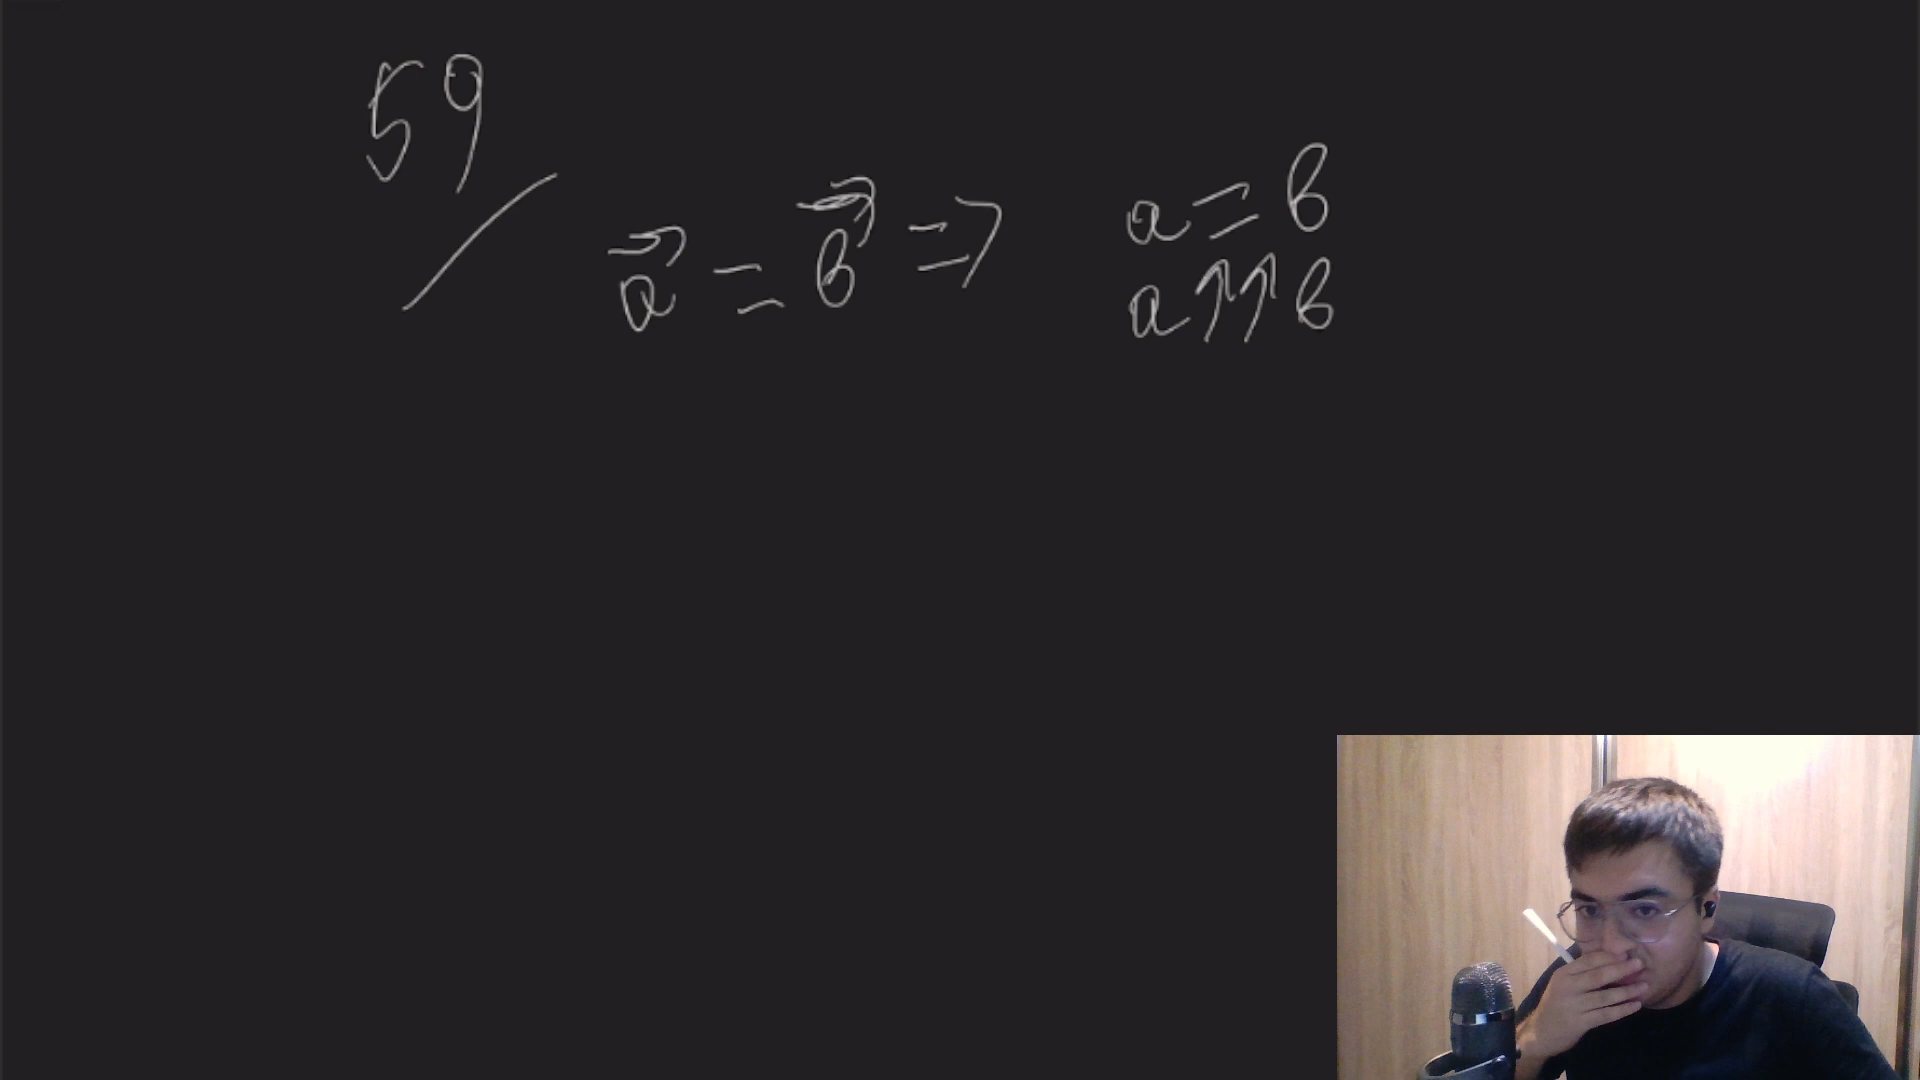 59
a⃗ = b⃗ => a = b
a↑↑b